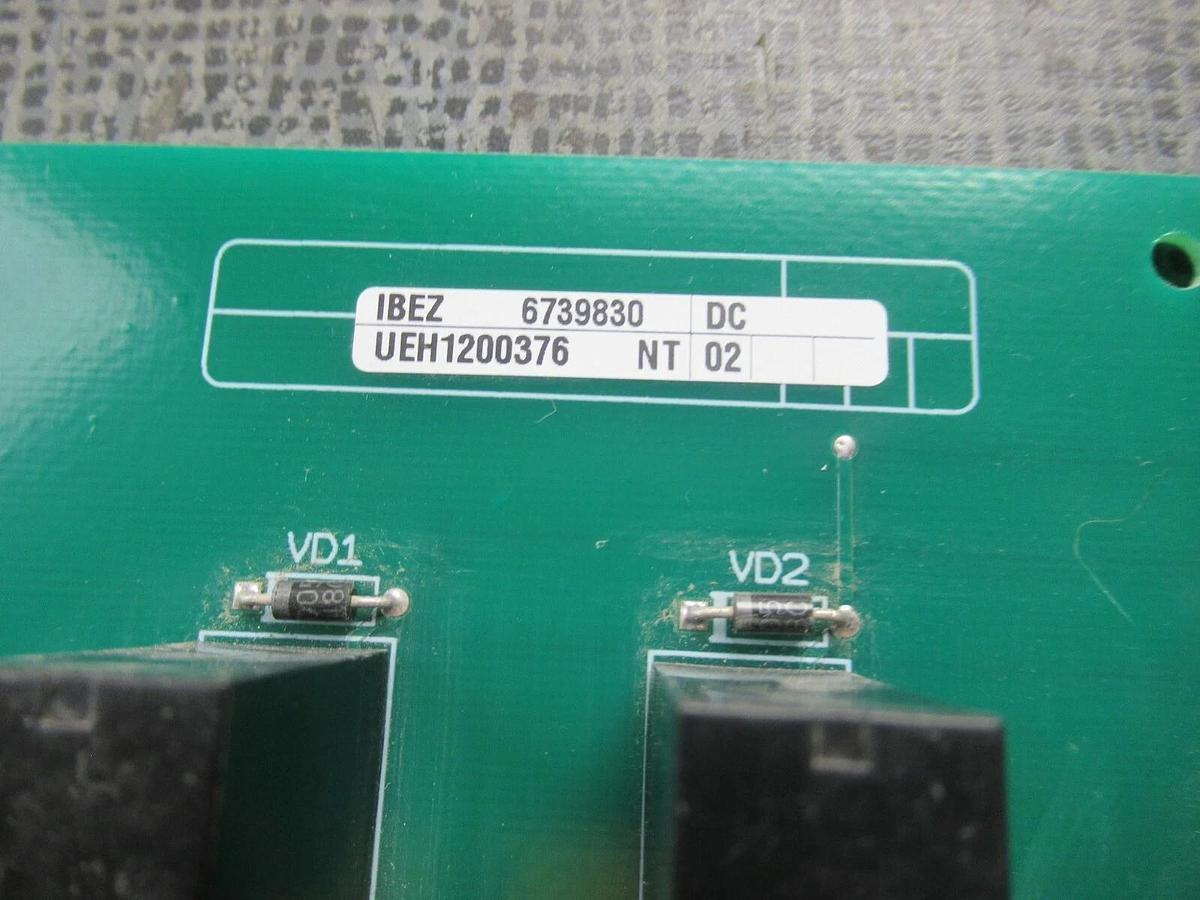 IBEZ 6739830 DC
UEH1200376 NT 02
VD1
VD2